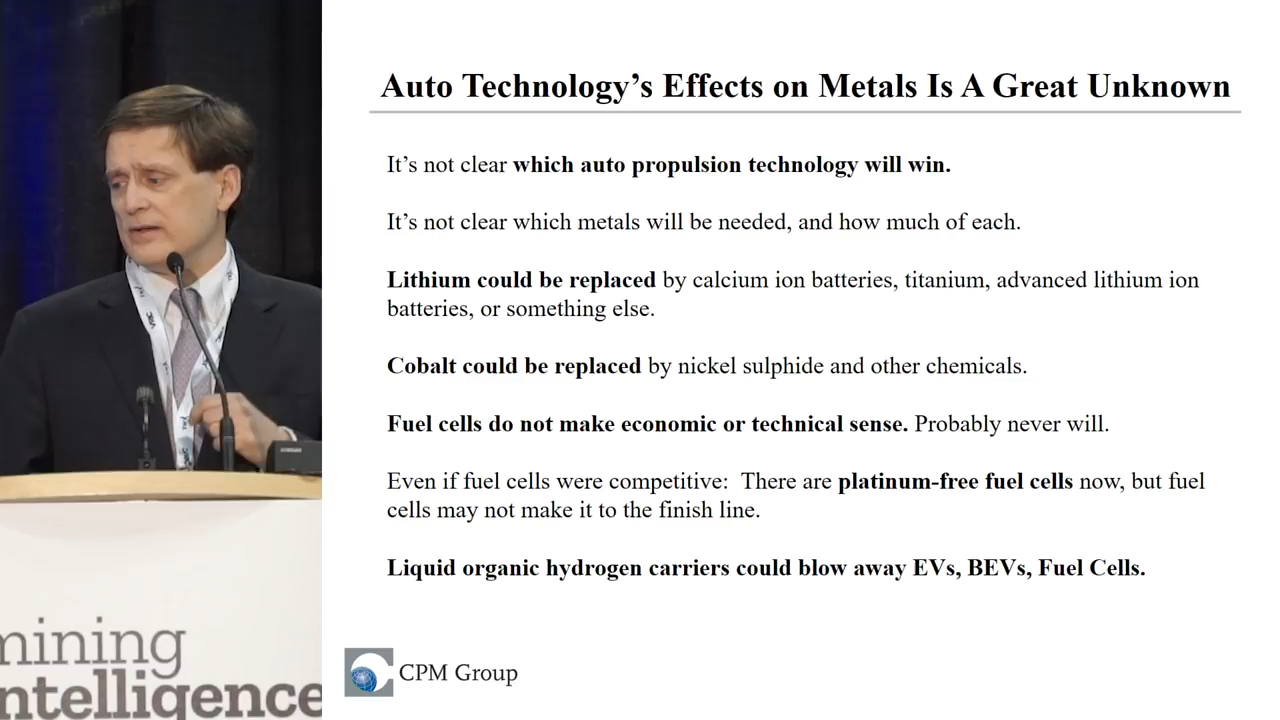 Auto Technology's Effects on Metals Is A Great Unknown
It's not clear which auto propulsion technology will win.
It's not clear which metals will be needed, and how much of each.
Lithium could be replaced by calcium ion batteries, titanium, advanced lithium ion
batteries, or something else.
Cobalt could be replaced by nickel sulphide and other chemicals.
Fuel cells do not make economic or technical sense. Probably never will.
Even if fuel cells were competitive:  There are platinum-free fuel cells now, but fuel
cells may not make it to the finish line.
Liquid organic hydrogen carriers could blow away EVs, BEVs, Fuel Cells.
CPM Group
mining
ntelligence